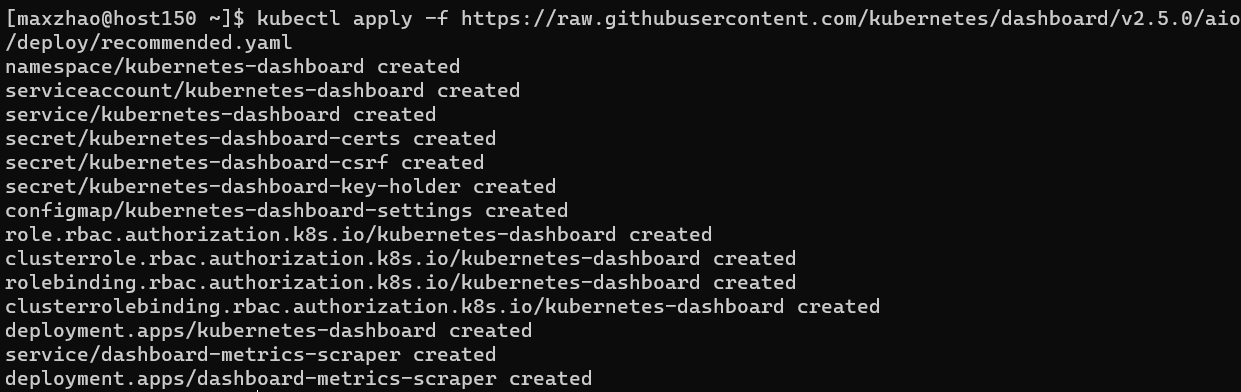 [maxzhao@host150 ~]$ kubectl apply -f https://raw.githubusercontent.com/kubernetes/dashboard/v2.5.0/aio
/deploy/recommended.yaml
namespace/kubernetes-dashboard created
serviceaccount/kubernetes-dashboard created
service/kubernetes-dashboard created
secret/kubernetes-dashboard-certs created
secret/kubernetes-dashboard-csrf created
secret/kubernetes-dashboard-key-holder created
configmap/kubernetes-dashboard-settings created
role.rbac.authorization.k8s.io/kubernetes-dashboard created
clusterrole.rbac.authorization.k8s.io/kubernetes-dashboard created
rolebinding.rbac.authorization.k8s.io/kubernetes-dashboard created
clusterrolebinding.rbac.authorization.k8s.io/kubernetes-dashboard created
deployment.apps/kubernetes-dashboard created
service/dashboard-metrics-scraper created
deployment.apps/dashboard-metrics-scraper created